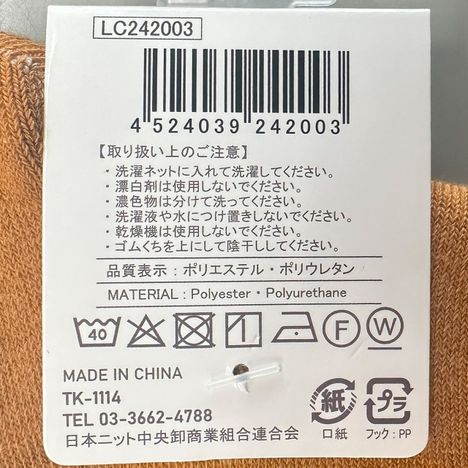 LC242003
4 524039 242003
【取り扱い上のご注意】
・洗濯ネットに入れて洗濯してください。
・漂白剤は使用しないでください。
・濃色物は分けて洗ってください。
・洗濯液や水につけ置きしないでください。
・乾燥機は使用しないでください。
・ゴムくちを上にして陰干ししてください。
品質表示：ポリエステル・ポリウレタン
MATERIAL：Polyester・Polyurethane
40 F W
MADE IN CHINA
TK-1114
TEL 03-3662-4788
日本ニット中央卸商業組合連合会
紙
口紙
プラ
フック：PP